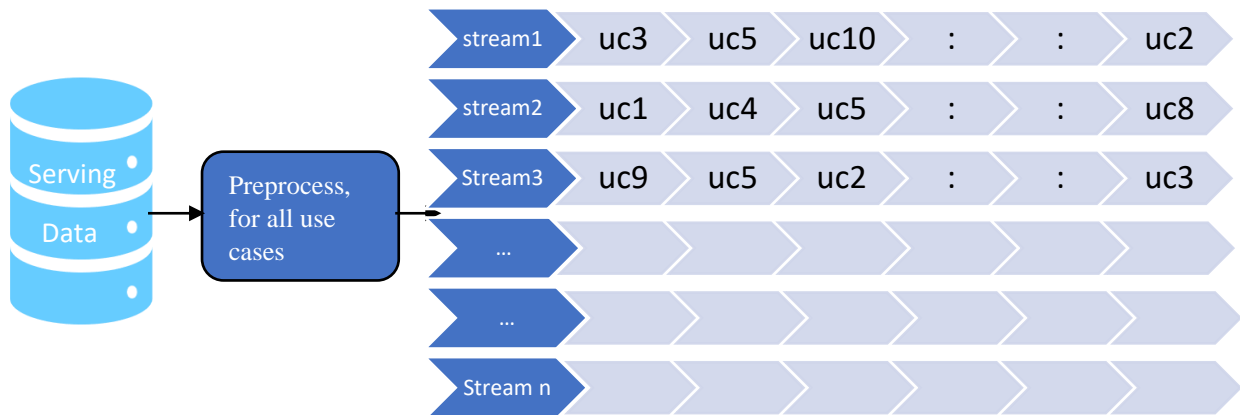 Serving
Data
Preprocess,
for all use
cases
stream1 uc3 uc5 uc10 : : uc2
stream2 uc1 uc4 uc5 : : uc8
Stream3 uc9 uc5 uc2 : : uc3
...
...
Stream n